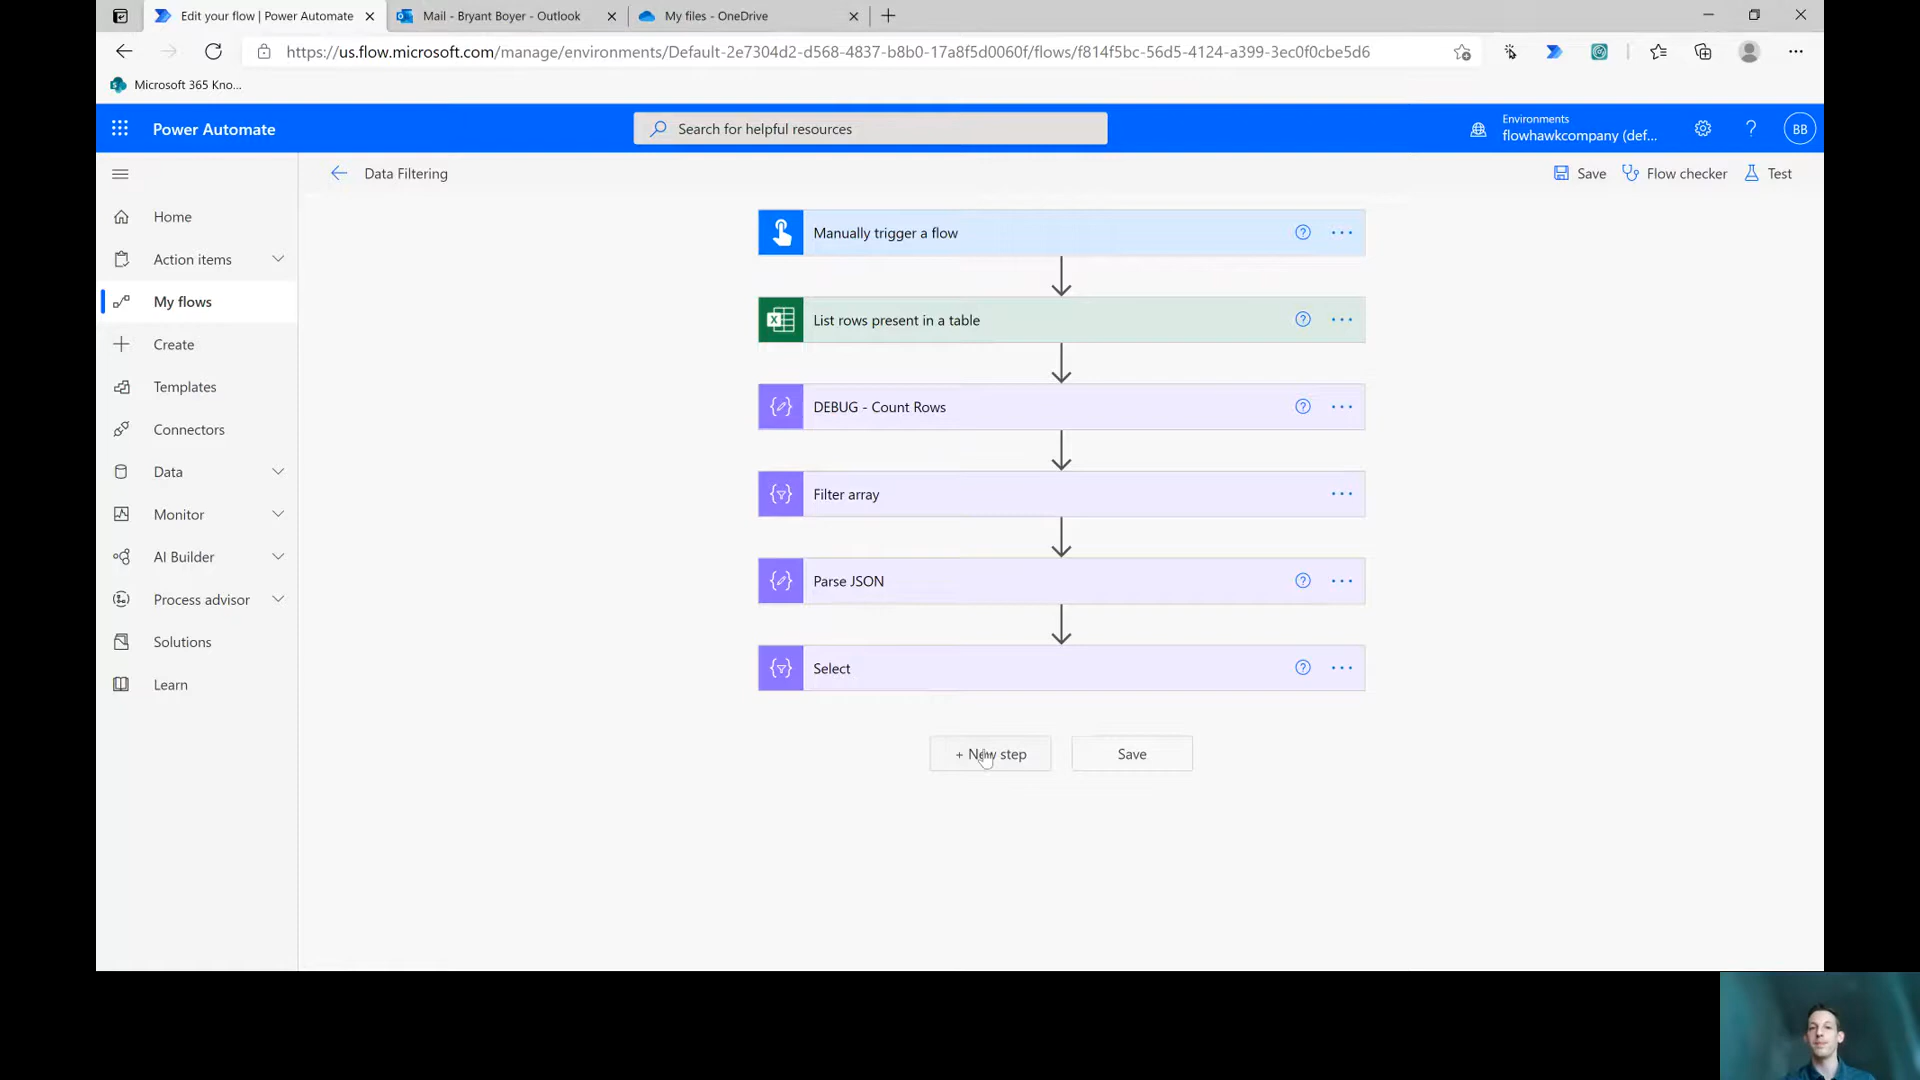 Edit your flow | Power Automate
Mail - Bryant Boyer - Outlook
My files - OneDrive
https://us.flow.microsoft.com/manage/environments/Default-2e7304d2-d568-4837-b8b0-17a8f5d0060f/flows/f814f5bc-56d5-4124-a399-3ec0f0cbe5d6
Microsoft 365 Kno...
Power Automate
Search for helpful resources
Environments
flowhawkcompany (def...
BB
Data Filtering
Save
Flow checker
Test
Home
Action items
My flows
Create
Templates
Connectors
Data
Monitor
AI Builder
Process advisor
Solutions
Learn
Manually trigger a flow
List rows present in a table
DEBUG - Count Rows
Filter array
Parse JSON
Select
+ New step
Save